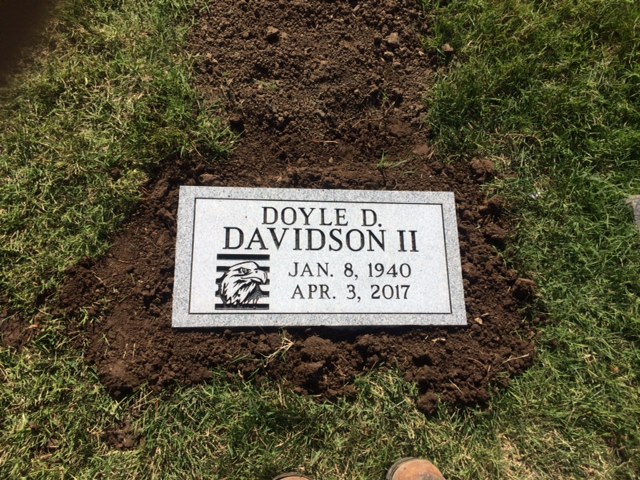 DOYLE D.
DAVIDSON II
JAN. 8, 1940
APR. 3, 2017